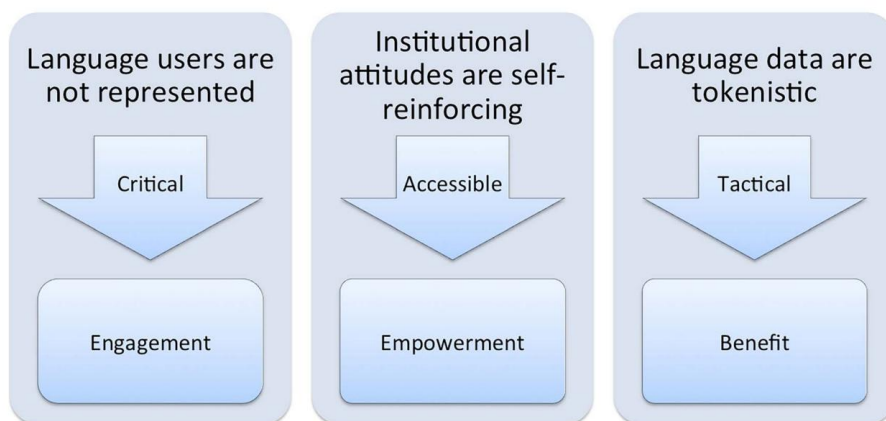 Language users are
not represented
Critical
Engagement
Institutional
attitudes are self-
reinforcing
Accessible
Empowerment
Language data are
tokenistic
Tactical
Benefit